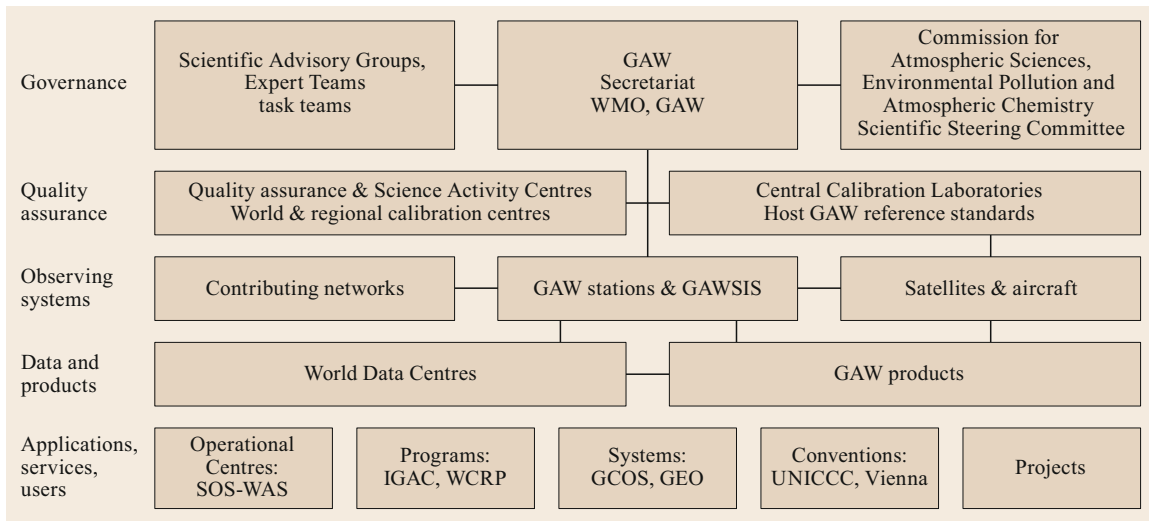 Governance
Scientific Advisory Groups,
Expert Teams
task teams
GAW
Secretariat
WMO, GAW
Commission for
Atmospheric Sciences,
Environmental Pollution and
Atmospheric Chemistry
Scientific Steering Committee
Quality
assurance
Quality assurance & Science Activity Centres
World & regional calibration centres
Central Calibration Laboratories
Host GAW reference standards
Observing
systems
Contributing networks
GAW stations & GAWSIS
Satellites & aircraft
Data and
products
World Data Centres
GAW products
Applications,
services,
users
Operational
Centres:
SOS-WAS
Programs:
IGAC, WCRP
Systems:
GCOS, GEO
Conventions:
UNICCC, Vienna
Projects